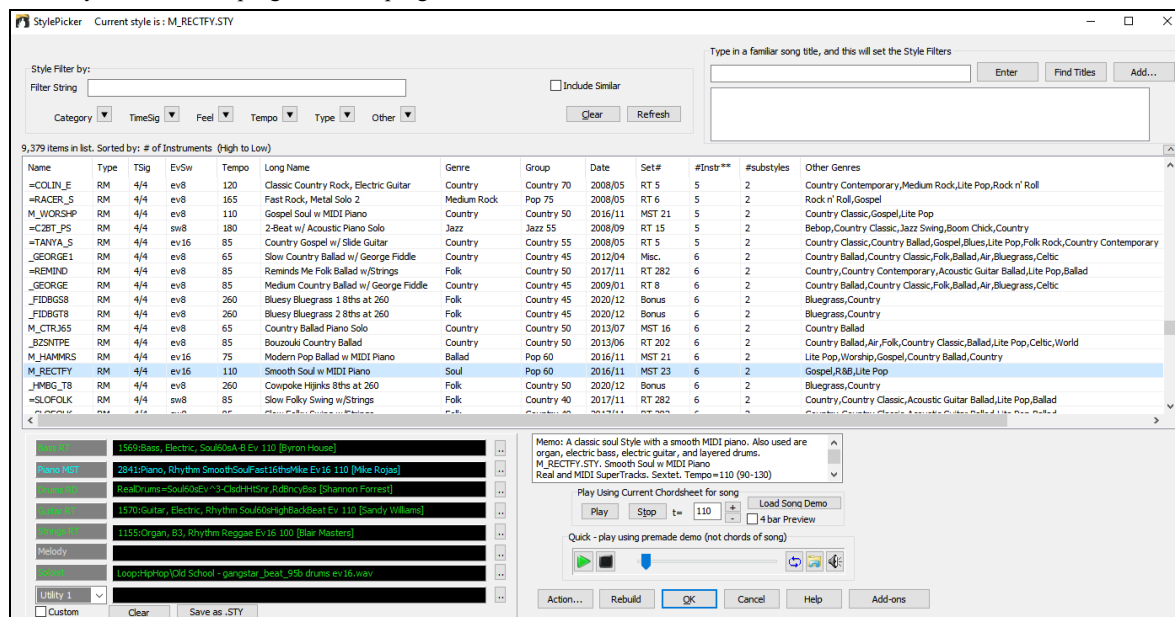 StylePicker Current style is : M_RECTFY.STY
Type in a familiar song title, and this will set the Style Filters
Enter Find Titles Add...
Style Filter by:
Filter String
Include Similar
Category TimeSig Feel Tempo Type Other Clear Refresh
9,379 items in list. Sorted by: # of Instruments (High to Low)
Name Type TSig EvSw Tempo Long Name Genre Group Date Set# #Instr** #substyles Other Genres
=COLIN_E RM 4/4 ev8 120 Classic Country Rock, Electric Guitar Country Country 70 2008/05 RT 5 5 2 Country Contemporary,Medium Rock,Lite Pop,Rock n' Roll
=RACER_S RM 4/4 ev8 165 Fast Rock, Metal Solo 2 Medium Rock Pop 75 2008/05 RT 6 5 2 Rock n' Roll,Gospel
M_WORSHP RM 4/4 ev8 110 Gospel Soul w MIDI Piano Country Country 50 2016/11 MST 21 5 2 Country Classic,Gospel,Lite Pop
=C2BT_PS RM 4/4 sw8 180 2-Beat w/ Acoustic Piano Solo Jazz Jazz 55 2008/09 RT 15 5 2 Bebop,Country Classic,Jazz Swing,Boom Chick,Country
=TANYA_S RM 4/4 ev16 85 Country Gospel w/ Slide Guitar Country Country 55 2008/05 RT 5 5 2 Country Classic,Country Ballad,Gospel,Blues,Lite Pop,Folk Rock,Country Contemporary
_GEORGE1 RM 4/4 ev8 65 Slow Country Ballad w/ George Fiddle Country Country 45 2012/04 Misc. 6 2 Country Ballad,Country Classic,Folk,Ballad,Air,Bluegrass,Celtic
=REMIND RM 4/4 ev8 85 Reminds Me Folk Ballad w/Strings Folk Country 50 2017/11 RT 282 6 2 Country,Country Contemporary,Acoustic Guitar Ballad,Lite Pop,Ballad
_GEORGE RM 4/4 ev8 85 Medium Country Ballad w/ George Fiddle Country Country 45 2009/01 RT 8 6 2 Country Ballad,Country Classic,Folk,Ballad,Air,Bluegrass,Celtic
_FIDBGS8 RM 4/4 ev8 260 Bluesy Bluegrass 1 8ths at 260 Folk Country 45 2020/12 Bonus 6 2 Bluegrass,Country
_FIDBGT8 RM 4/4 ev8 260 Bluesy Bluegrass 2 8ths at 260 Folk Country 45 2020/12 Bonus 6 2 Bluegrass,Country
M_CTRJ65 RM 4/4 ev8 65 Country Ballad Piano Solo Country Country 50 2013/07 MST 16 6 2 Country Ballad
_BZSNTPE RM 4/4 ev8 85 Bouzouki Country Ballad Country Country 50 2013/06 RT 202 6 2 Country Ballad,Air,Folk,Country Classic,Ballad,Lite Pop,Celtic,World
M_HAMMRS RM 4/4 ev16 75 Modern Pop Ballad w MIDI Piano Ballad Pop 60 2016/11 MST 21 6 2 Lite Pop,Worship,Gospel,Country Ballad,Country
M_RECTFY RM 4/4 ev16 110 Smooth Soul w MIDI Piano Soul Pop 60 2016/11 MST 23 6 2 Gospel,R&B,Lite Pop
_HMBG_T8 RM 4/4 ev8 260 Cowpoke Hijinks 8ths at 260 Folk Country 50 2020/12 Bonus 6 2 Bluegrass,Country
=SLOFOLK RM 4/4 sw8 85 Slow Folky Swing w/Strings Folk Country 40 2017/11 RT 282 6 2 Country,Country Classic,Acoustic Guitar Ballad,Lite Pop,Ballad
Bass RT 1569:Bass, Electric, Soul60sA-B Ev 110 [Byron House] ..
Piano MST 2841:Piano, Rhythm SmoothSoulFast16thsMike Ev16 110 [Mike Rojas] ..
Drums RD RealDrums=Soul60sEv^3-ClsdHHtSnr,RdBncyBss [Shannon Forrest] ..
Guitar RT 1570:Guitar, Electric, Rhythm Soul60sHighBackBeat Ev 110 [Sandy Williams] ..
Strings RT 1155:Organ, B3, Rhythm Reggae Ev16 100 [Blair Masters] ..
Melody ..
Soloist Loop:HipHop\Old School - gangstar_beat_95b drums ev16.wav ..
Utility 1 ..
Custom Clear Save as .STY
Memo: A classic soul Style with a smooth MIDI piano. Also used are
organ, electric bass, electric guitar, and layered drums.
M_RECTFY.STY. Smooth Soul w MIDI Piano
Real and MIDI SuperTracks. Sextet. Tempo=110 (90-130)
Play Using Current Chordsheet for song
Play Stop t= 110 + - Load Song Demo
4 bar Preview
Quick - play using premade demo (not chords of song)
Action... Rebuild OK Cancel Help Add-ons